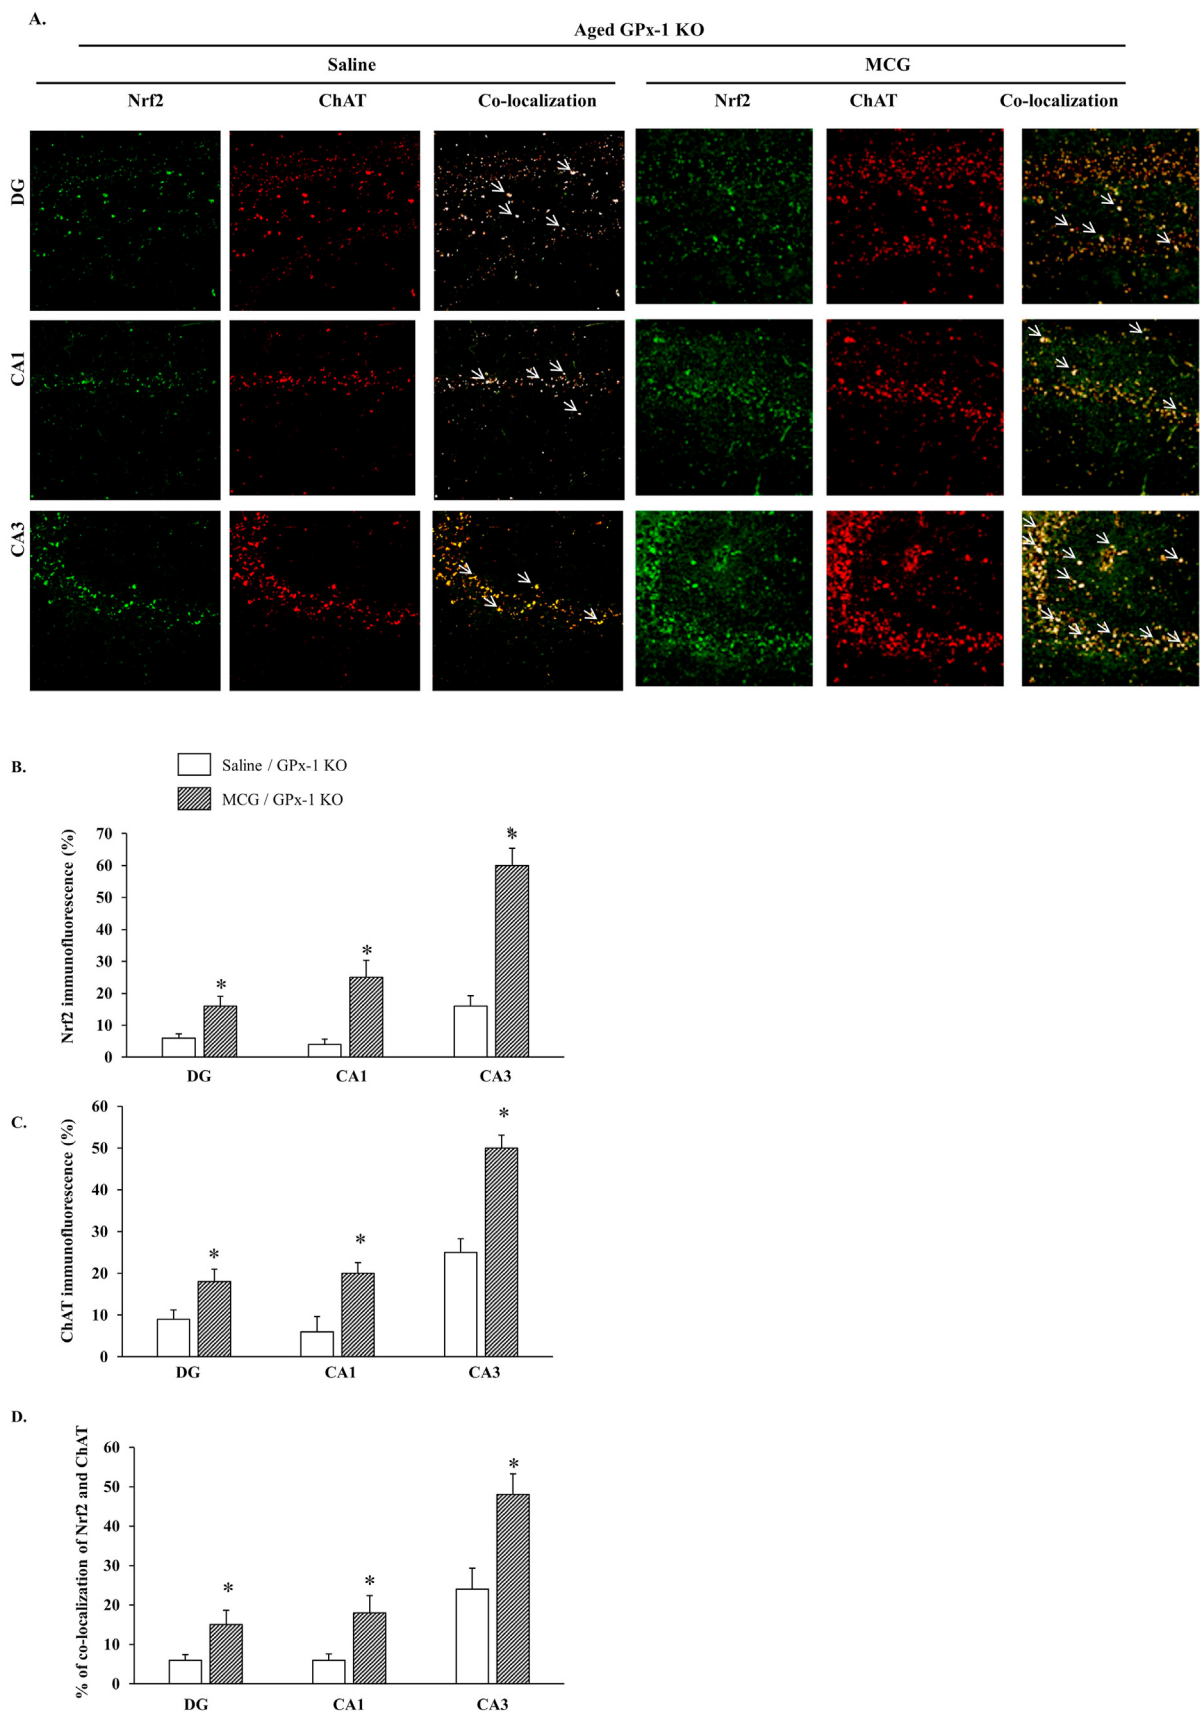 A.
Aged GPx-1 KO
Saline
MCG
Nrf2
ChAT
Co-localization
Nrf2
ChAT
Co-localization
DG
CA1
CA3
B.
Saline / GPx-1 KO
MCG / GPx-1 KO
Nrf2 immunofluorescence (%)
70
60
50
40
30
20
10
0
*
*
*
DG
CA1
CA3
C.
ChAT immunofluorescence (%)
60
50
40
30
20
10
0
*
*
*
DG
CA1
CA3
D.
% of co-localization of Nrf2 and ChAT
60
50
40
30
20
10
0
*
*
*
DG
CA1
CA3